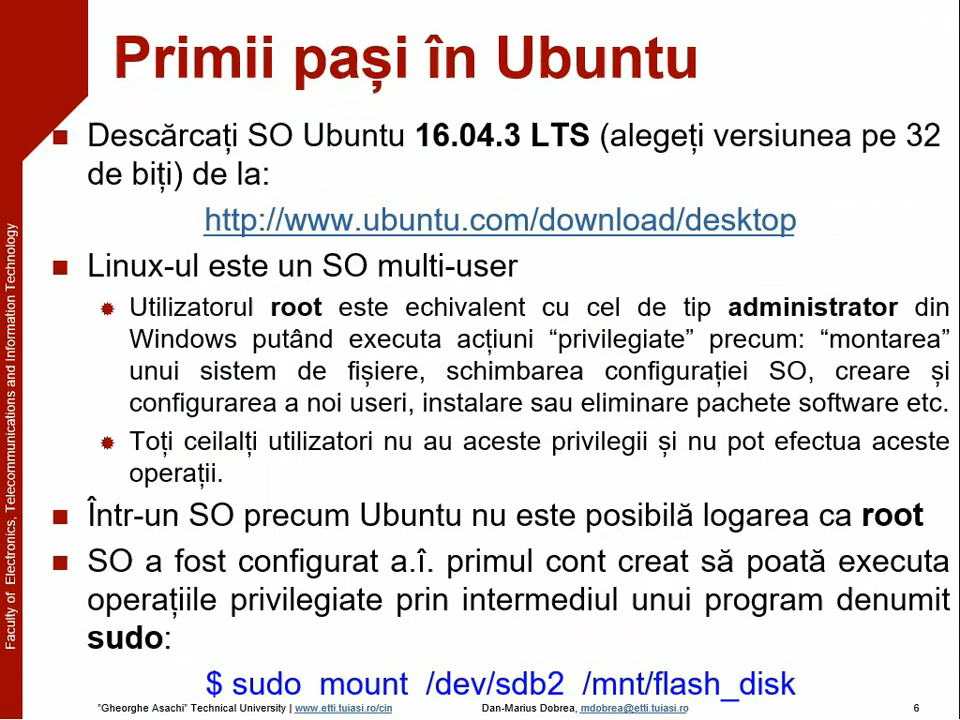 Primii pași în Ubuntu
Descărcați SO Ubuntu 16.04.3 LTS (alegeți versiunea pe 32
de biți) de la:
http://www.ubuntu.com/download/desktop
Linux-ul este un SO multi-user
Utilizatorul root este echivalent cu cel de tip administrator din
Windows putând executa acțiuni “privilegiate” precum: “montarea”
unui sistem de fișiere, schimbarea configurației SO, creare și
configurarea a noi useri, instalare sau eliminare pachete software etc.
Toți ceilalți utilizatori nu au aceste privilegii și nu pot efectua aceste
operații.
Într-un SO precum Ubuntu nu este posibilă logarea ca root
SO a fost configurat a.î. primul cont creat să poată executa
operațiile privilegiate prin intermediul unui program denumit
sudo:
$ sudo mount /dev/sdb2 /mnt/flash_disk
Faculty of Electronics, Telecommunications and Information Technology
"Gheorghe Asachi" Technical University | www.etti.tuiasi.ro/cin
Dan-Marius Dobrea, mdobrea@etti.tuiasi.ro
6